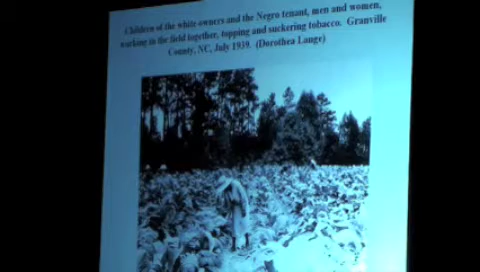 Children of the white owners and the Negro tenant, men and women,
working in the field together, topping and suckering tobacco. Granville
County, NC, July 1939. (Dorothea Lange)